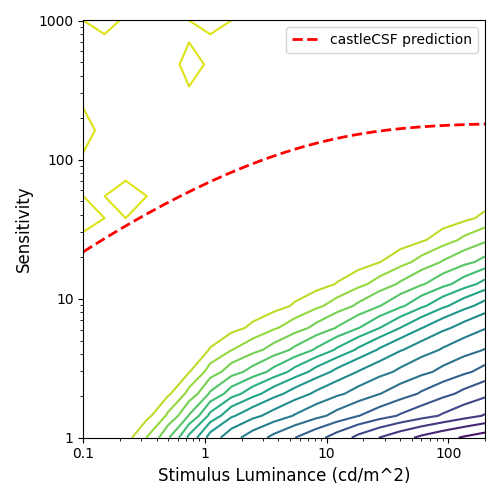 1000
castleCSF prediction
100
Sensitivity
10
1
0.1 1 10 100
Stimulus Luminance (cd/m^2)